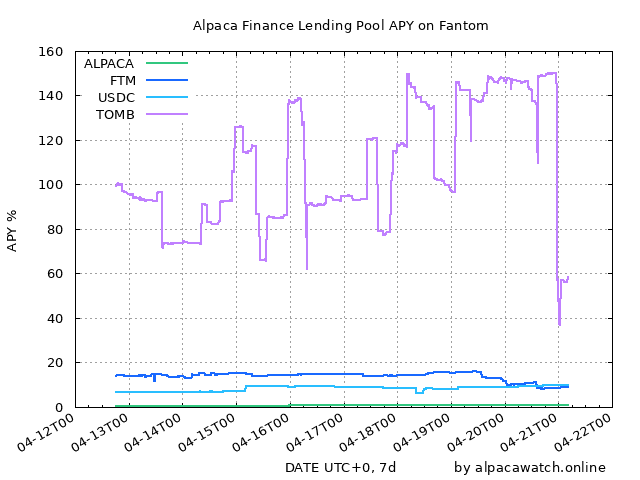 Alpaca Finance Lending Pool APY on Fantom
160
140
120
100
80
60
40
20
0
APY %
ALPACA
FTM
USDC
TOMB
04-12T00
04-13T00
04-14T00
04-15T00
04-16T00
04-17T00
04-18T00
04-19T00
04-20T00
04-21T00
04-22T00
DATE UTC+0, 7d
by alpacawatch.online